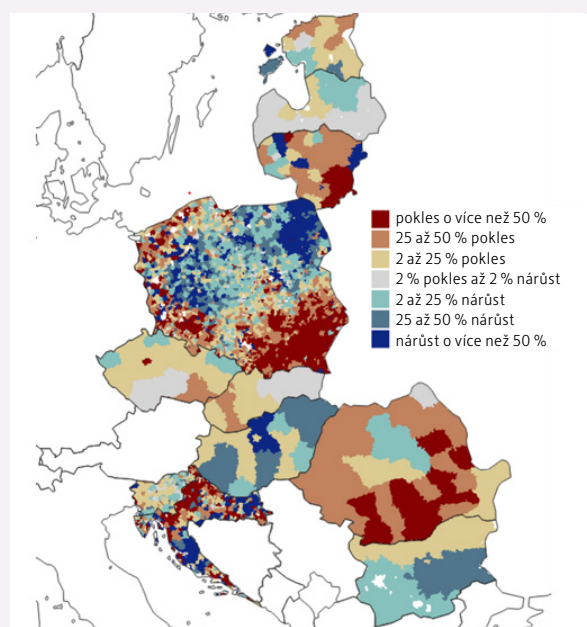 pokles o více než 50 %
25 až 50 % pokles
2 až 25 % pokles
2 % pokles až 2 % nárůst
2 až 25 % nárůst
25 až 50 % nárůst
nárůst o více než 50 %